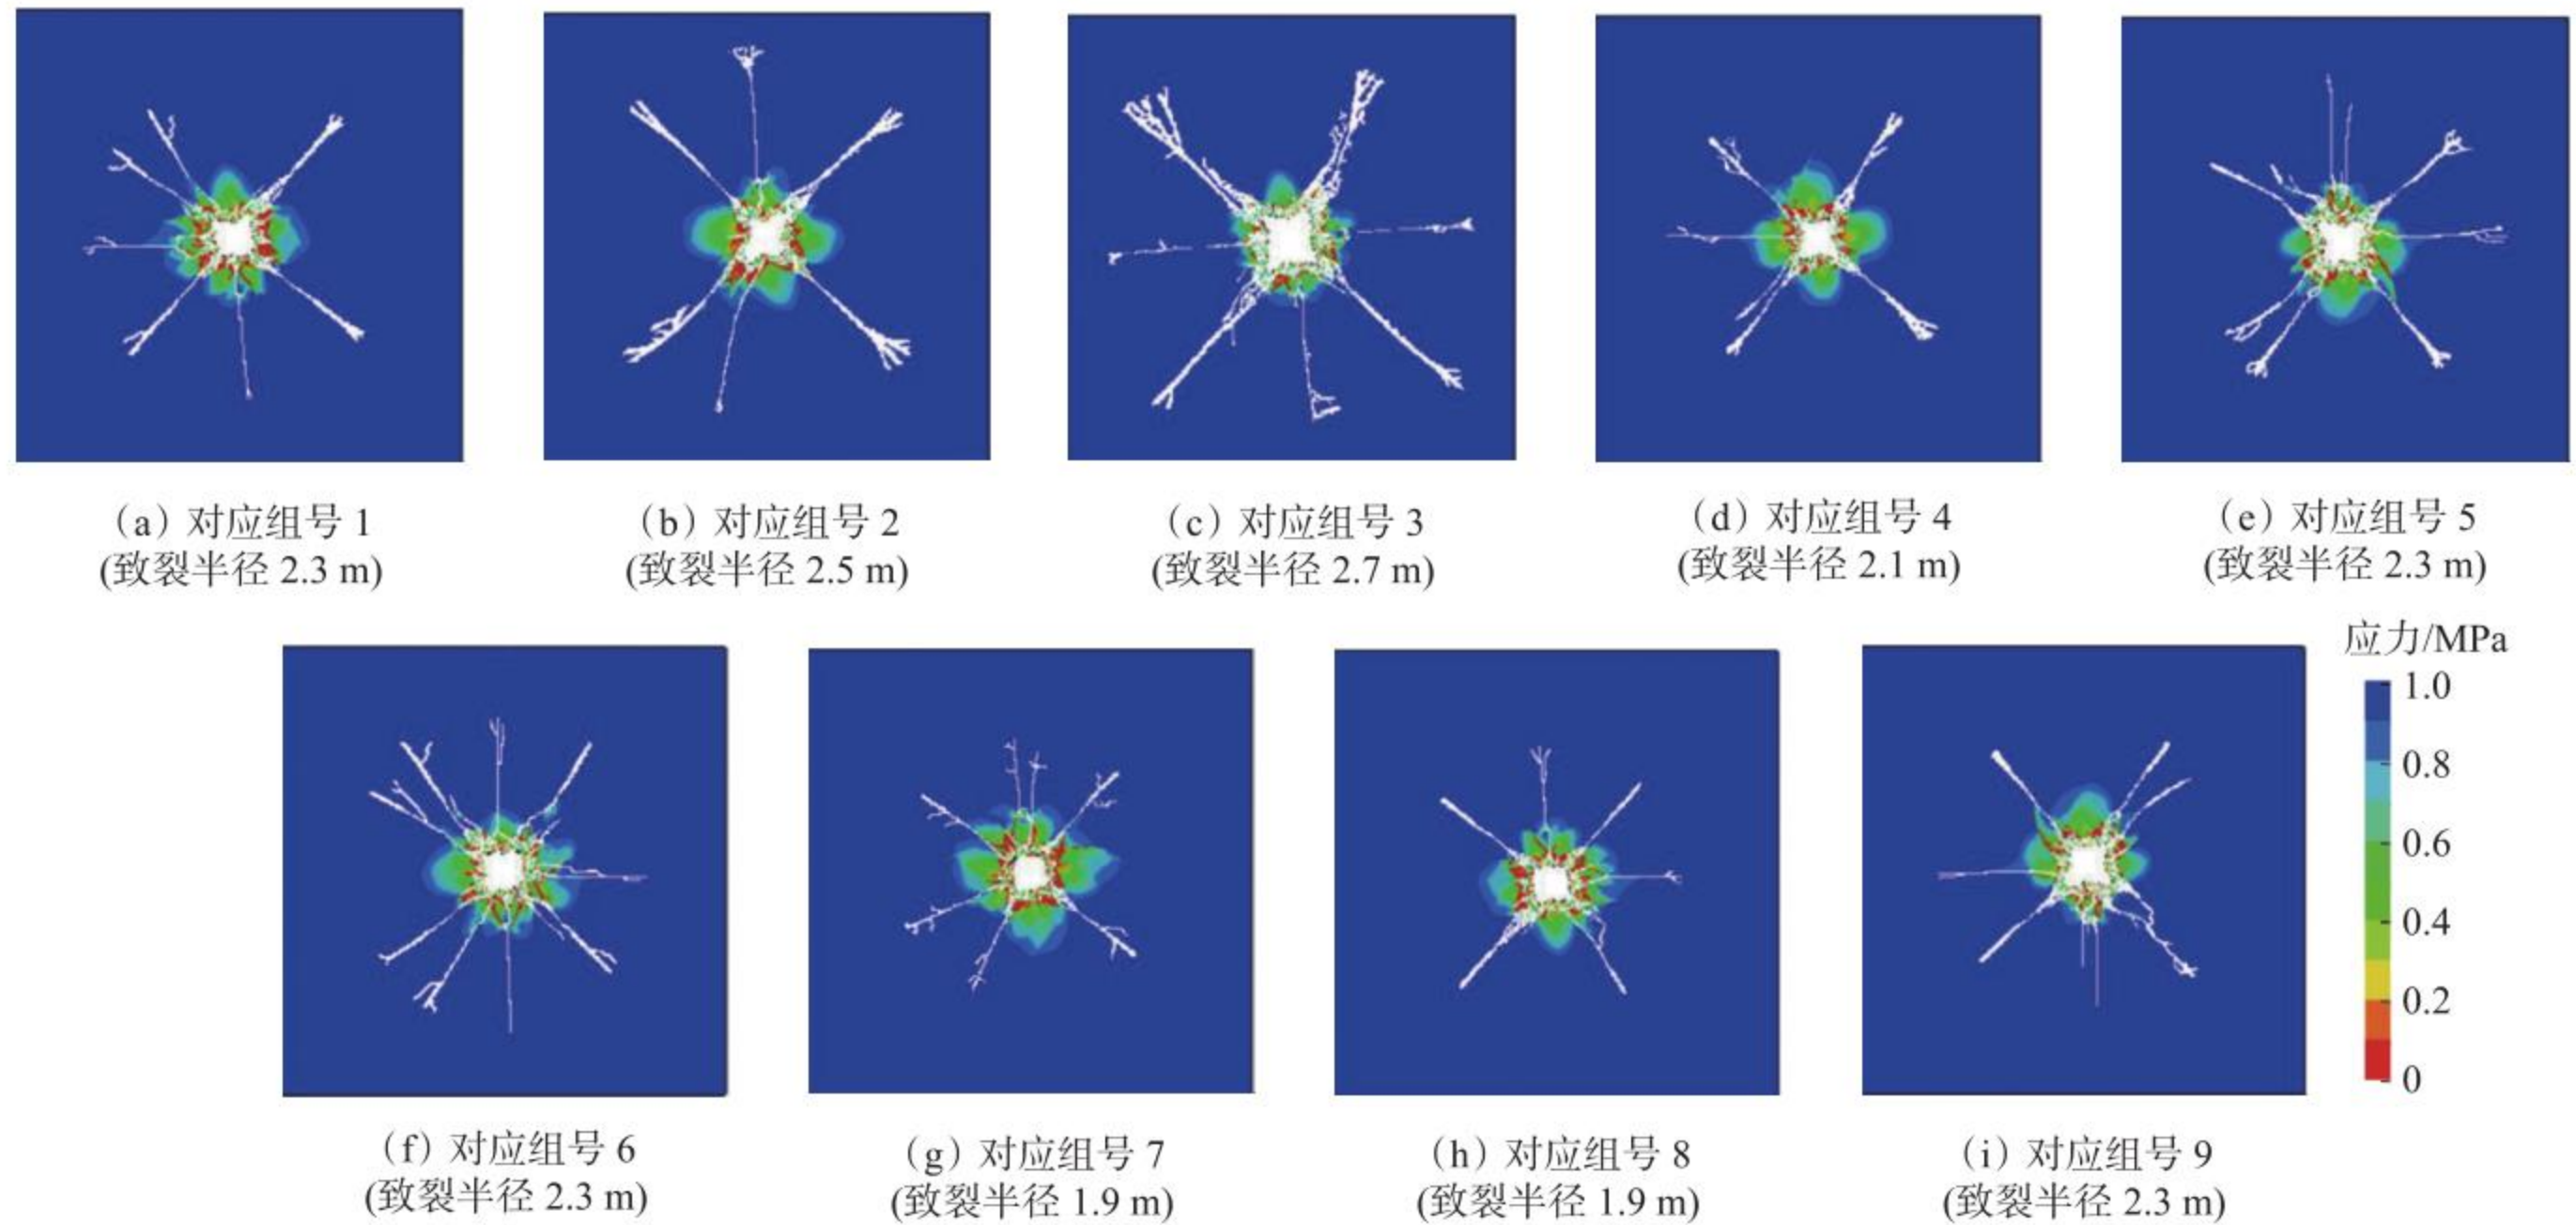 (a) 对应组号 1
(致裂半径 2.3 m)
(b) 对应组号 2
(致裂半径 2.5 m)
(c) 对应组号 3
(致裂半径 2.7 m)
(d) 对应组号 4
(致裂半径 2.1 m)
(e) 对应组号 5
(致裂半径 2.3 m)
应力/MPa
1.0
0.8
0.6
0.4
0.2
0
(f) 对应组号 6
(致裂半径 2.3 m)
(g) 对应组号 7
(致裂半径 1.9 m)
(h) 对应组号 8
(致裂半径 1.9 m)
(i) 对应组号 9
(致裂半径 2.3 m)